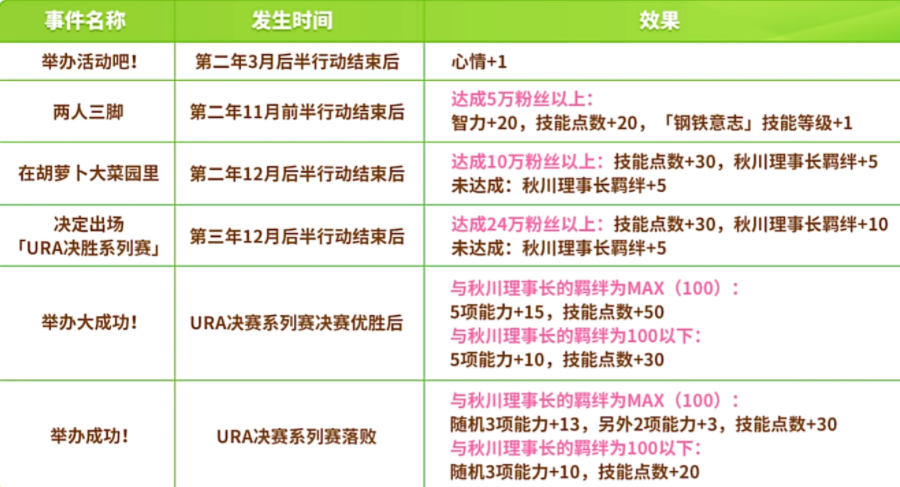 事件名称 发生时间 效果
举办活动吧！ 第二年3月后半行动结束后 心情+1
两人三脚 第二年11月前半行动结束后 达成5万粉丝以上：
智力+20，技能点数+20，「钢铁意志」技能等级+1
在胡萝卜大菜园里 第二年12月后半行动结束后 达成10万粉丝以上：技能点数+30，秋川理事长羁绊+5
未达成：秋川理事长羁绊+5
决定出场
「URA决胜系列赛」 第三年12月后半行动结束后 达成24万粉丝以上：技能点数+30，秋川理事长羁绊+10
未达成：秋川理事长羁绊+5
举办大成功！ URA决赛系列赛决赛优胜后 与秋川理事长的羁绊为MAX（100）：
5项能力+15，技能点数+50
与秋川理事长的羁绊为100以下：
5项能力+10，技能点数+30
举办成功！ URA决赛系列赛落败 与秋川理事长的羁绊为MAX（100）：
随机3项能力+13，另外2项能力+3，技能点数+30
与秋川理事长的羁绊为100以下：
随机3项能力+10，技能点数+20